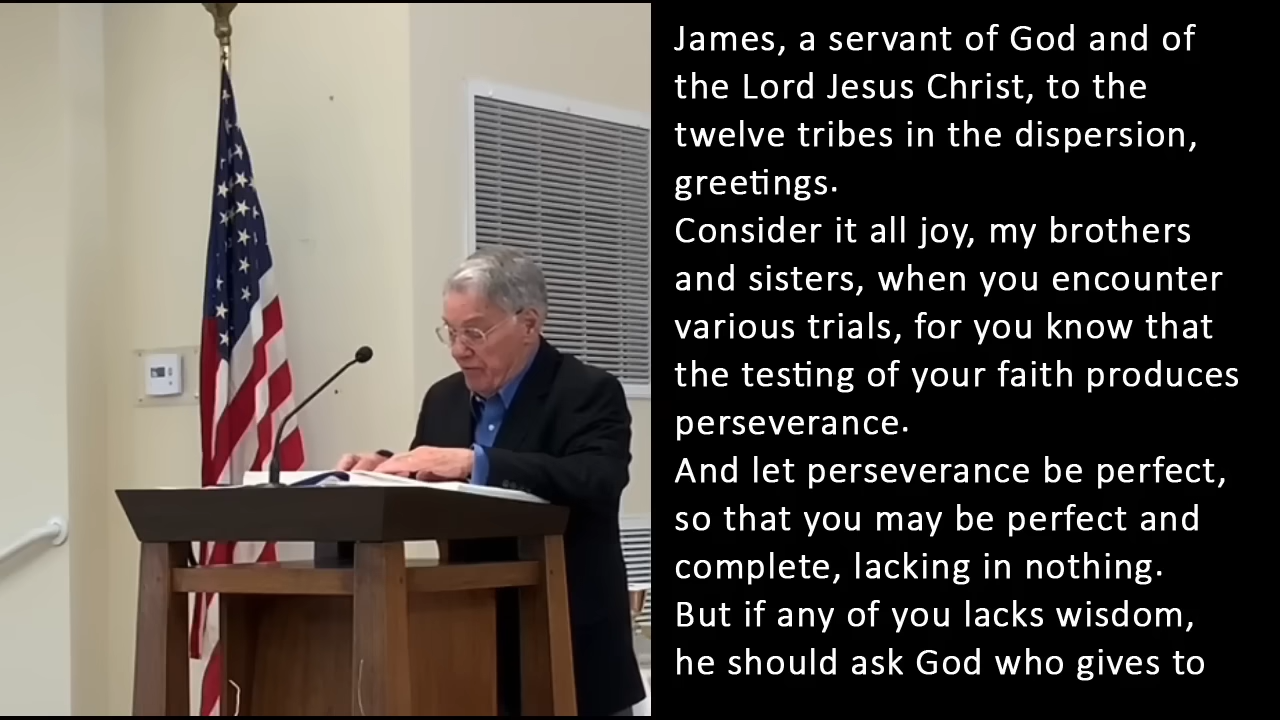 James, a servant of God and of
the Lord Jesus Christ, to the
twelve tribes in the dispersion,
greetings.
Consider it all joy, my brothers
and sisters, when you encounter
various trials, for you know that
the testing of your faith produces
perseverance.
And let perseverance be perfect,
so that you may be perfect and
complete, lacking in nothing.
But if any of you lacks wisdom,
he should ask God who gives to